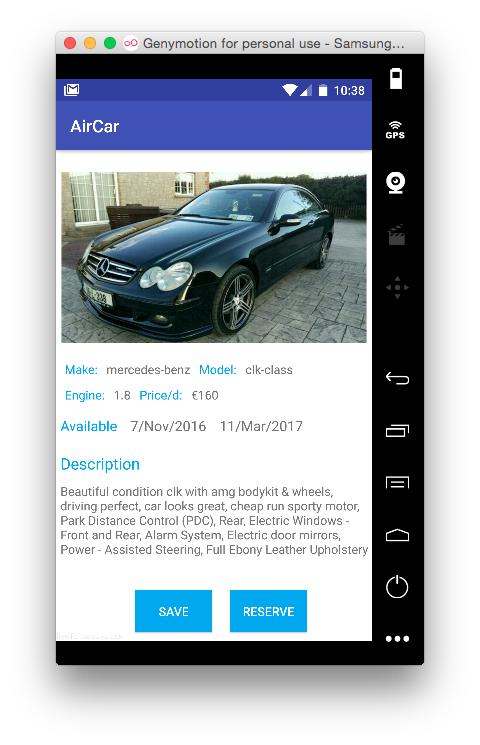 Genymotion for personal use - Samsung...
10:38
GPS
AirCar
Make: mercedes-benz Model: clk-class
Engine: 1.8 Price/d: €160
Available 7/Nov/2016 11/Mar/2017
Description
Beautiful condition clk with amg bodykit & wheels,
driving perfect, car looks great, cheap run sporty motor,
Park Distance Control (PDC), Rear, Electric Windows -
Front and Rear, Alarm System, Electric door mirrors,
Power - Assisted Steering, Full Ebony Leather Upholstery
SAVE RESERVE